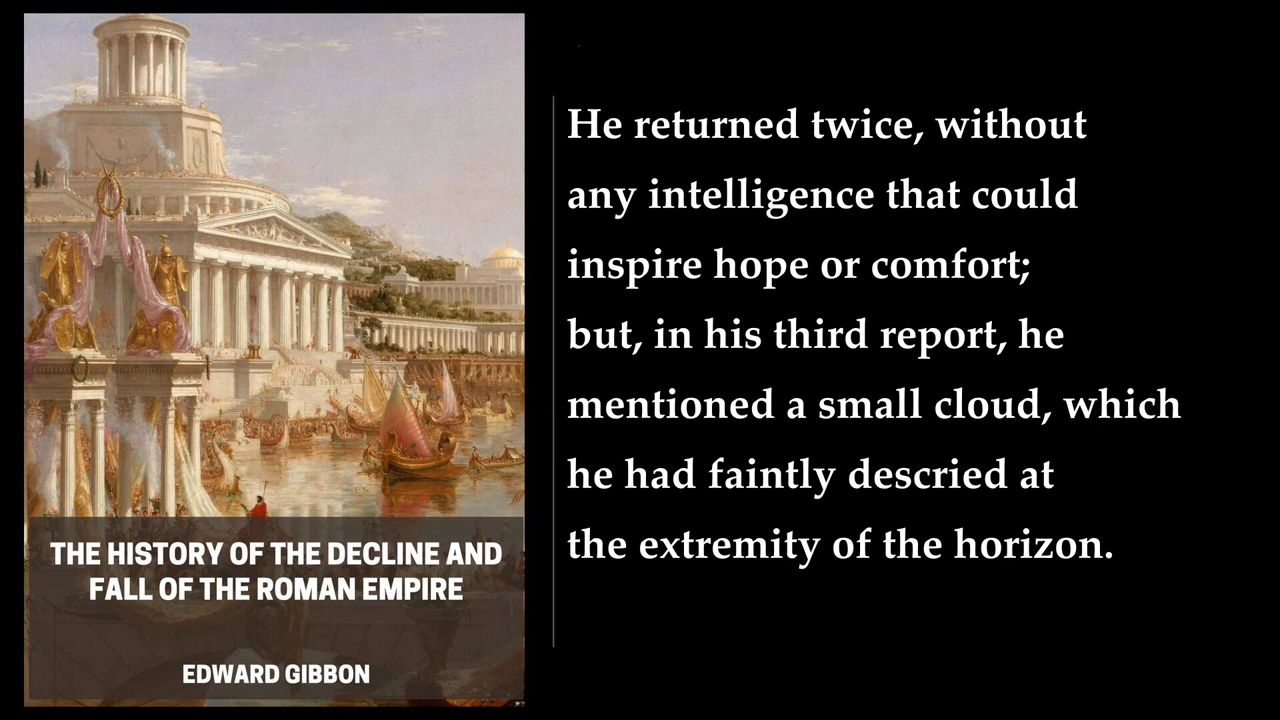 THE HISTORY OF THE DECLINE AND
FALL OF THE ROMAN EMPIRE
EDWARD GIBBON
He returned twice, without
any intelligence that could
inspire hope or comfort;
but, in his third report, he
mentioned a small cloud, which
he had faintly descried at
the extremity of the horizon.